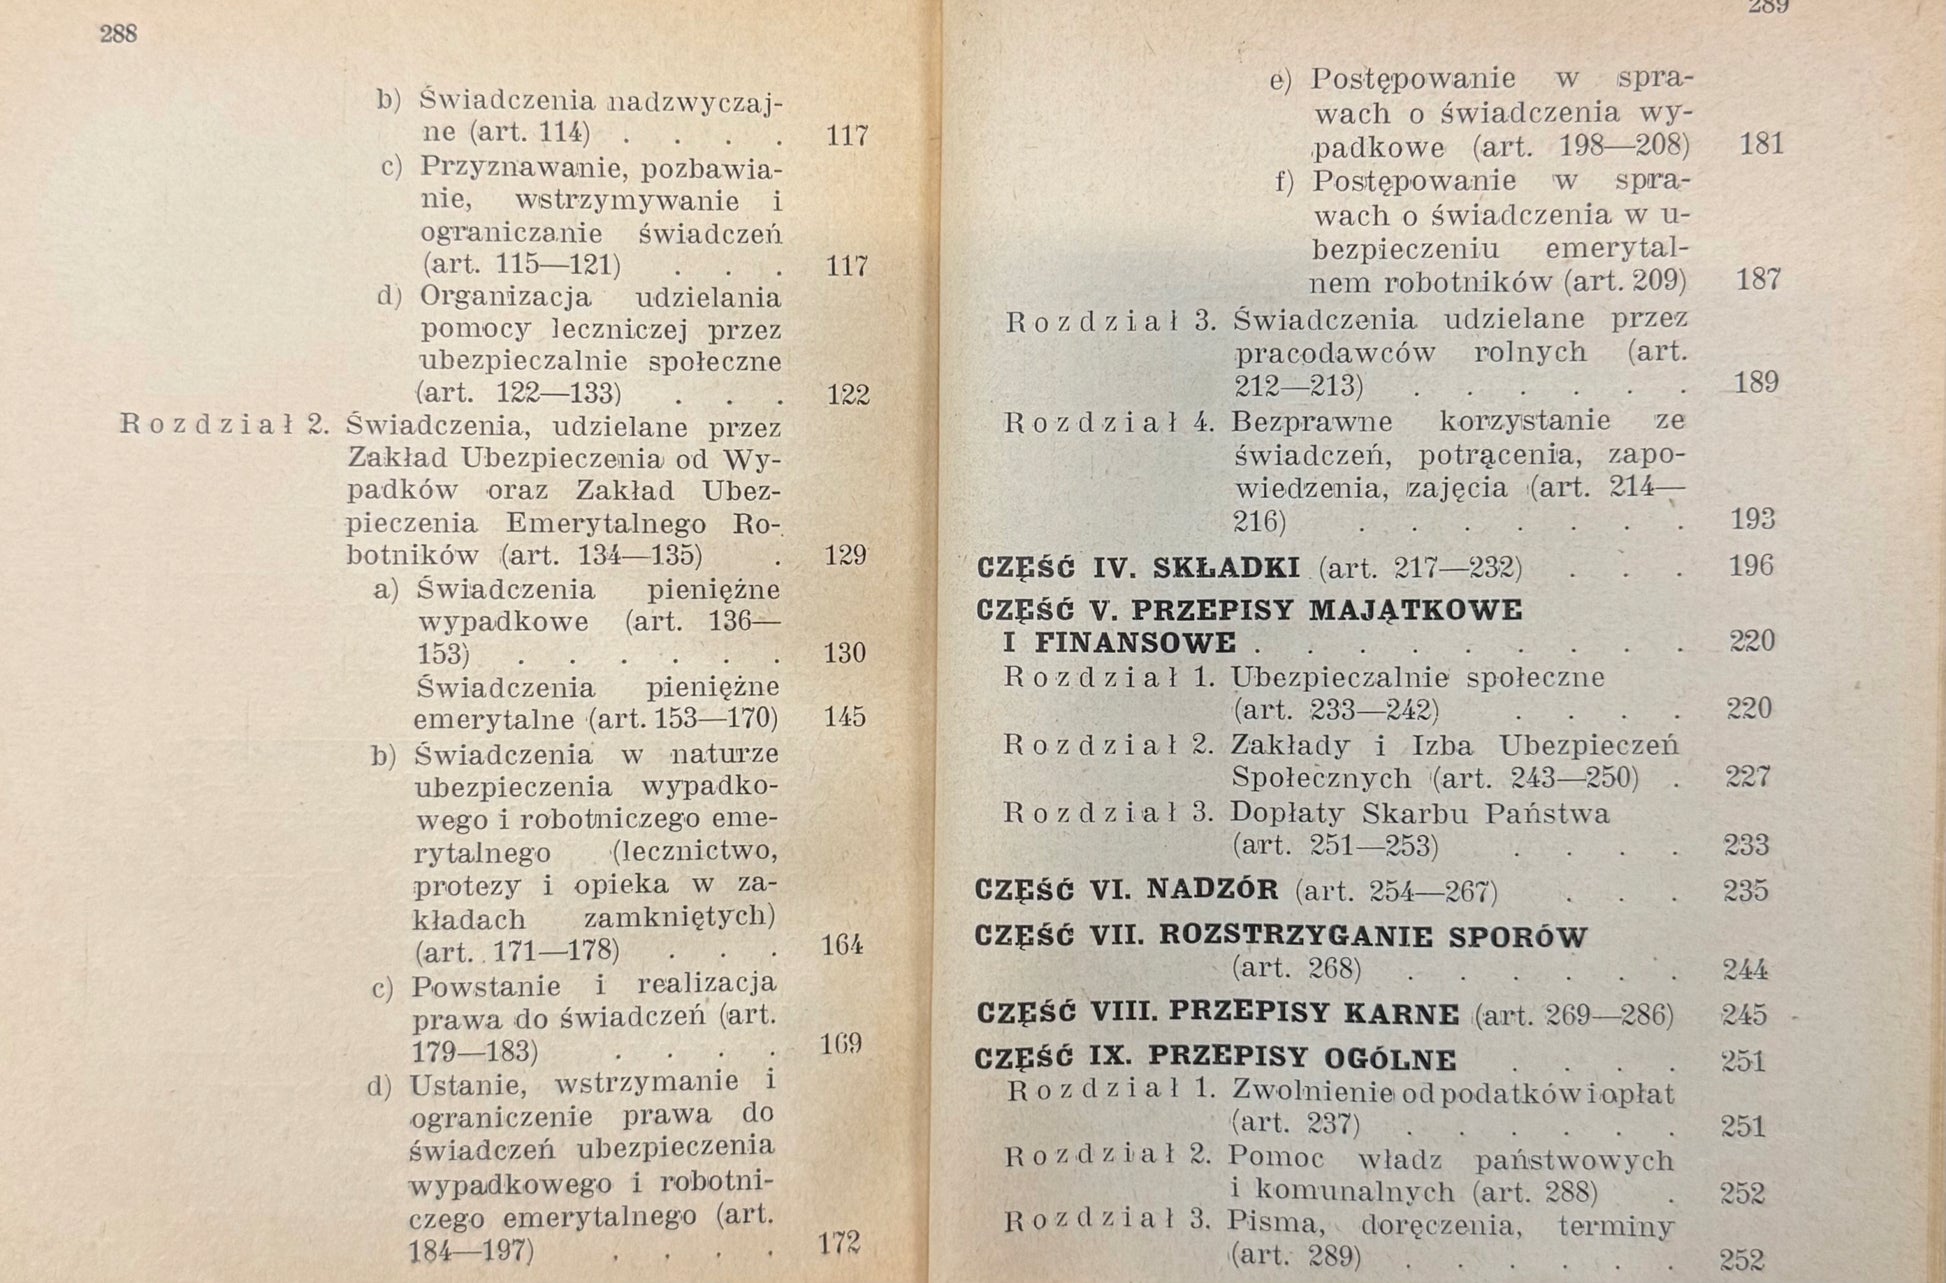 288
b) Świadczenia nadzwyczaj-
ne (art. 114) . . . . 117
c) Przyznawanie, pozbawia-
nie, wstrzymywanie i
ograniczanie świadczeń
(art. 115—121) . . . 117
d) Organizacja udzielania
pomocy leczniczej przez
ubezpieczalnie społeczne
(art. 122—133) . . . 122
Rozdział 2. Świadczenia, udzielane przez
Zakład Ubezpieczenia od Wy-
padków oraz Zakład Ubez-
pieczenia Emerytalnego Ro-
botników (art. 134—135) . 129
a) Świadczenia pieniężne
wypadkowe (art. 136—
153) . . . . . . 130
Świadczenia pieniężne
emerytalne (art. 153—170) 145
b) Świadczenia w naturze
ubezpieczenia wypadko-
wego i robotniczego eme-
rytalnego (lecznictwo,
protezy i opieka w za-
kładach zamkniętych)
(art. 171—178) . . . 164
c) Powstanie i realizacja
prawa do świadczeń (art.
179—183) . . . . 169
d) Ustanie, wstrzymanie i
ograniczenie prawa do
świadczeń ubezpieczenia
wypadkowego i robotni-
czego emerytalnego (art.
184—197) . . . . 172
289
e) Postępowanie w spra-
wach o świadczenia wy-
padkowe (art. 198—208) 181
f) Postępowanie w spra-
wach o świadczenia w u-
bezpieczeniu emerytal-
nem robotników (art. 209) 187
Rozdział 3. Świadczenia udzielane przez
pracodawców rolnych (art.
212—213) . . . . . . 189
Rozdział 4. Bezprawne korzystanie ze
świadczeń, potrącenia, zapo-
wiedzenia, zajęcia (art. 214—
216) . . . . . . . 193
CZĘŚĆ IV. SKŁADKI (art. 217—232) . . . 196
CZĘŚĆ V. PRZEPISY MAJĄTKOWE
I FINANSOWE . . . . . . . . . 220
Rozdział 1. Ubezpieczalnie społeczne
(art. 233—242) . . . . 220
Rozdział 2. Zakłady i Izba Ubezpieczeń
Społecznych (art. 243—250) . 227
Rozdział 3. Dopłaty Skarbu Państwa
(art. 251—253) . . . . 233
CZĘŚĆ VI. NADZÓR (art. 254—267) . . . 235
CZĘŚĆ VII. ROZSTRZYGANIE SPORÓW
(art. 268) . . . . . . 244
CZĘŚĆ VIII. PRZEPISY KARNE (art. 269—286) 245
CZĘŚĆ IX. PRZEPISY OGÓLNE . . . . 251
Rozdział 1. Zwolnienie od podatków i opłat
(art. 237) . . . . . . 251
Rozdział 2. Pomoc władz państwowych
i komunalnych (art. 288) . 252
Rozdział 3. Pisma, doręczenia, terminy
(art. 289) . . . . . . 252